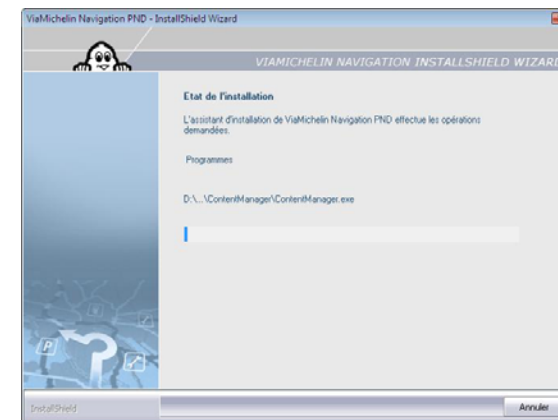 ViaMichelin Navigation PND - InstallShield Wizard
VIAMICHELIN NAVIGATION INSTALLSHIELD WIZARD
Etat de l'installation
L'assistant d'installation de ViaMichelin Navigation PND effectue les opérations
demandées.
Programmes
D:\...\ContentManager\ContentManager.exe
P
InstallShield
Annuler